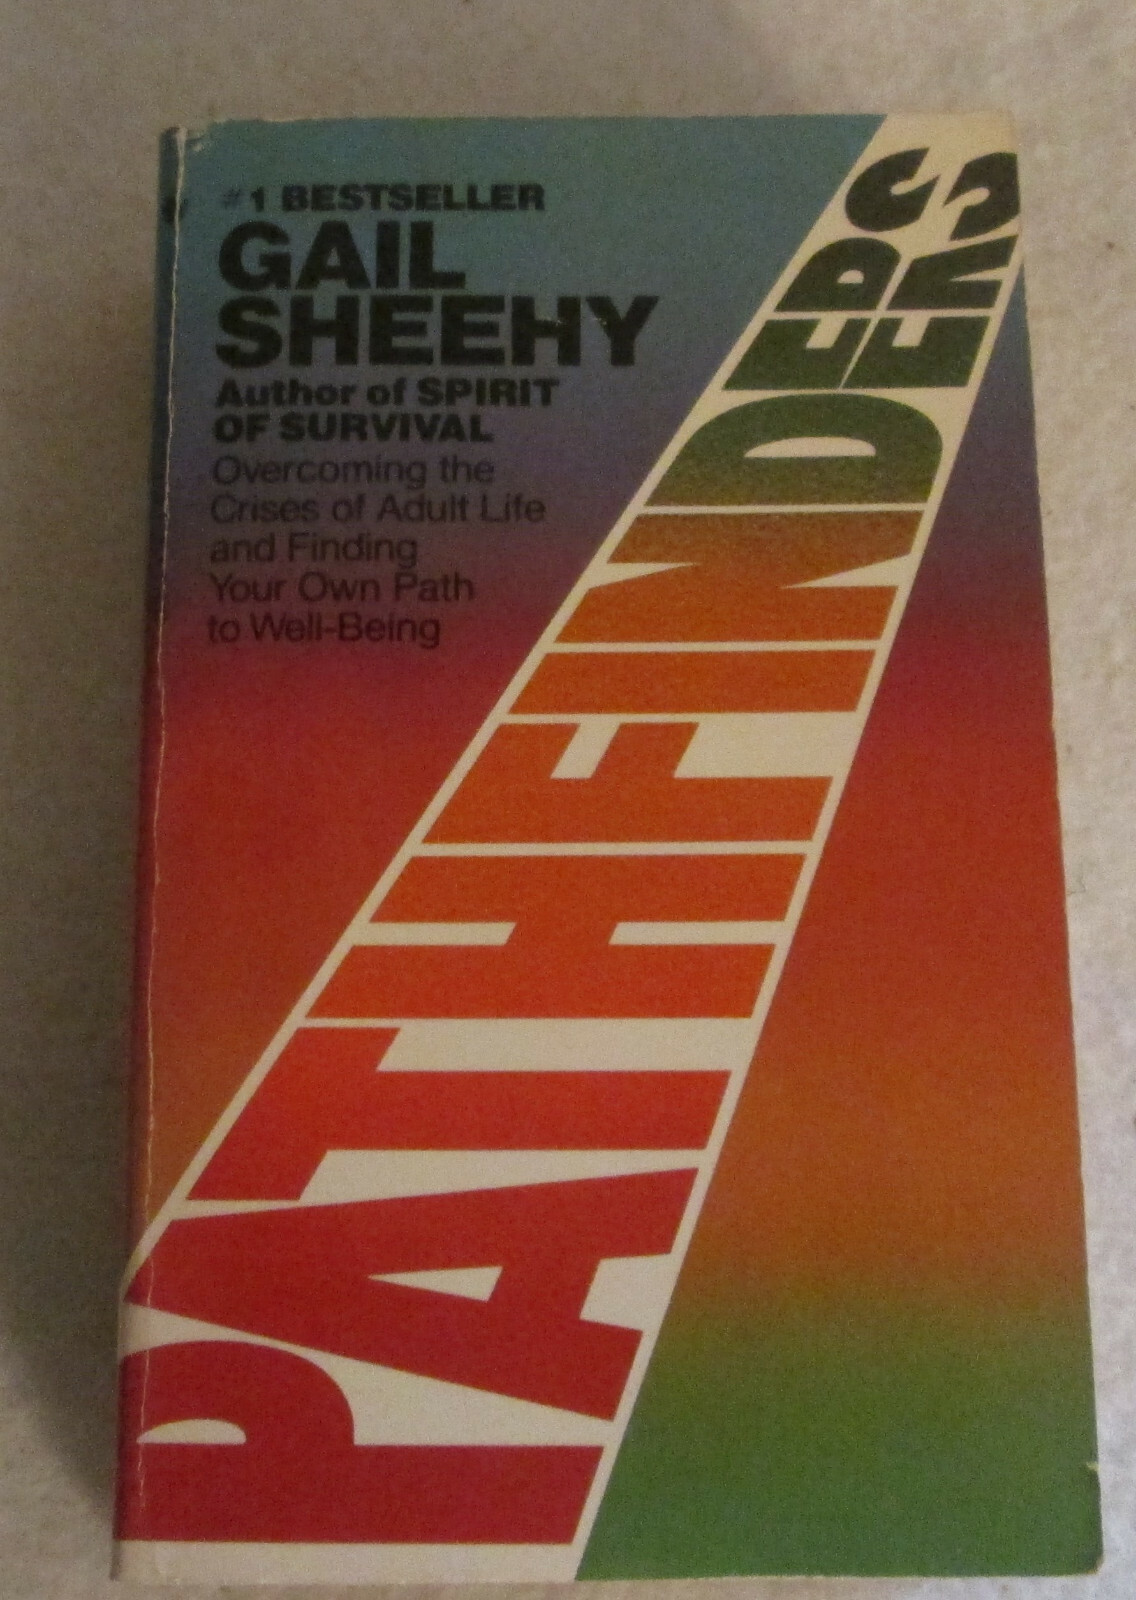 #1 BESTSELLER
GAIL
SHEEHY
Author of SPIRIT
OF SURVIVAL
Overcoming the
Crises of Adult Life
and Finding
Your Own Path
to Well-Being
PATHFINDERS